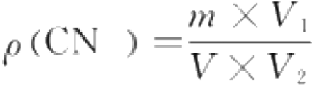 ρ(CN ) = m × V₁ / V × V₂